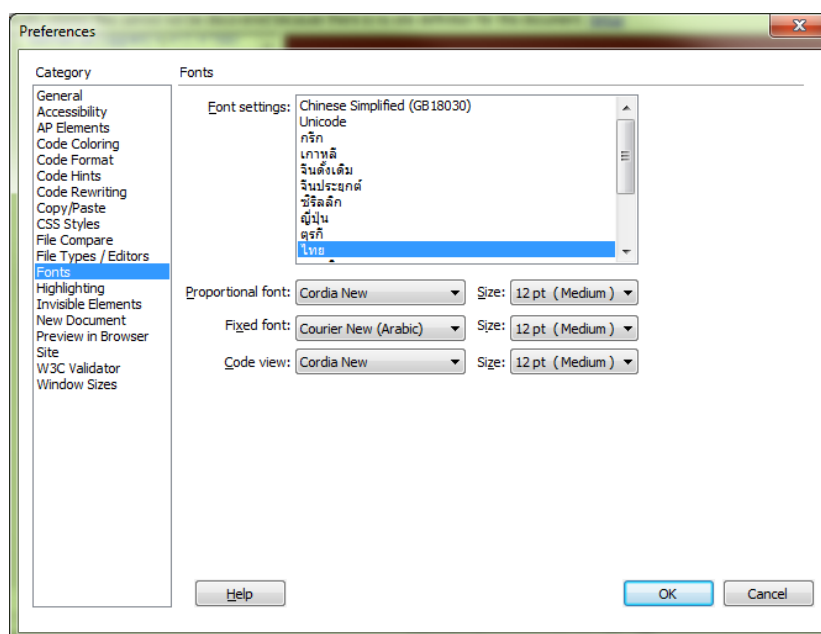 Preferences
Category
General
Accessibility
AP Elements
Code Coloring
Code Format
Code Hints
Code Rewriting
Copy/Paste
CSS Styles
File Compare
File Types / Editors
Fonts
Highlighting
Invisible Elements
New Document
Preview in Browser
Site
W3C Validator
Window Sizes
Fonts
Font settings:
Chinese Simplified (GB18030)
Unicode
กรีก
เกาหลี
จีนดั้งเดิม
จีนประยุกต์
ซีริลลิก
ญี่ปุ่น
ตุรกี
ไทย
Proportional font: Cordia New Size: 12 pt ( Medium )
Fixed font: Courier New (Arabic) Size: 12 pt ( Medium )
Code view: Cordia New Size: 12 pt ( Medium )
Help OK Cancel